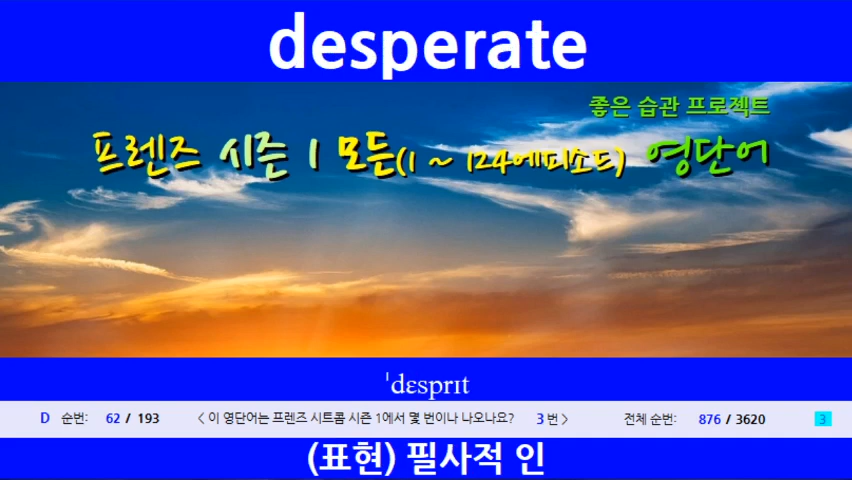 desperate
좋은 습관 프로젝트
프렌즈 시즌 1 모든(1 ~ 124에피소드) 영단어
ˈdɛsprɪt
D 순번: 62 / 193 < 이 영단어는 프렌즈 시트콤 시즌 1에서 몇 번이나 나오나요? 3 번 > 전체 순번: 876 / 3620 3
(표현) 필사적 인